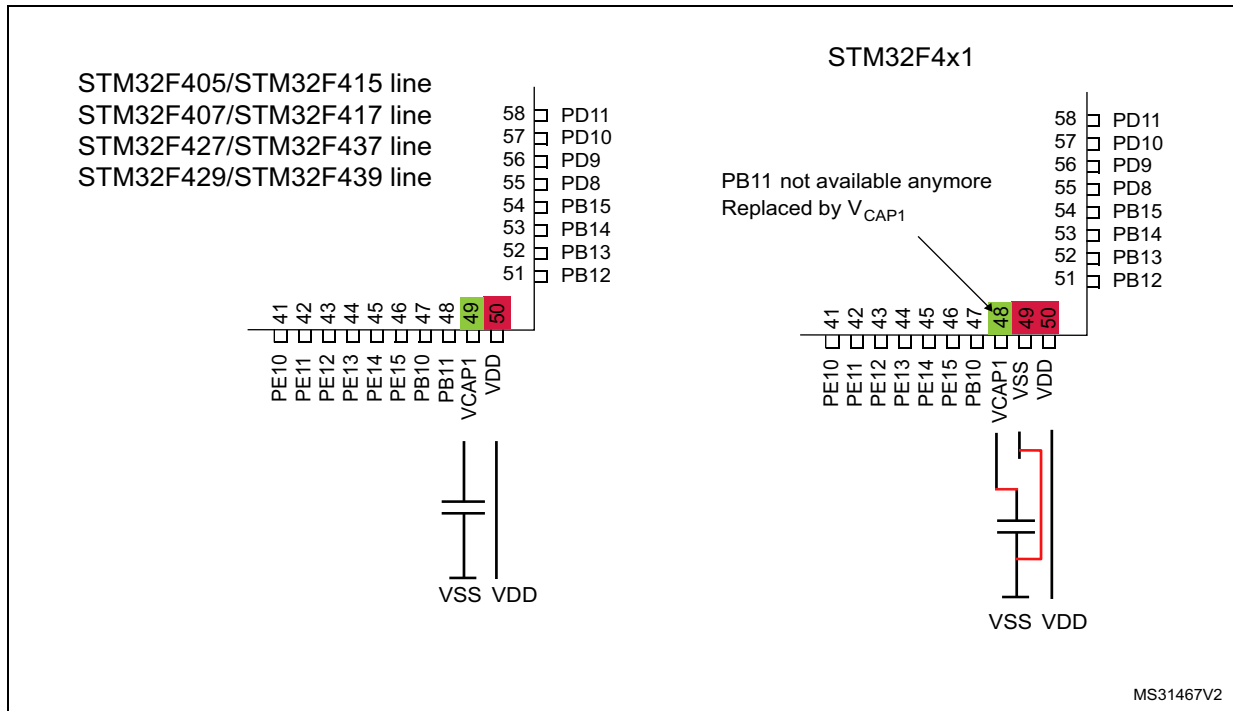 STM32F405/STM32F415 line
STM32F407/STM32F417 line
STM32F427/STM32F437 line
STM32F429/STM32F439 line
58 PD11
57 PD10
56 PD9
55 PD8
54 PB15
53 PB14
52 PB13
51 PB12
41 42 43 44 45 46 47 48 49 50
PE10 PE11 PE12 PE13 PE14 PE15 PB10 PB11 VCAP1 VDD
VSS VDD
STM32F4x1
58 PD11
57 PD10
56 PD9
55 PD8
54 PB15
53 PB14
52 PB13
51 PB12
PB11 not available anymore
Replaced by VCAP1
41 42 43 44 45 46 47 48 49 50
PE10 PE11 PE12 PE13 PE14 PE15 PB10 VCAP1 VSS VDD
VSS VDD
MS31467V2